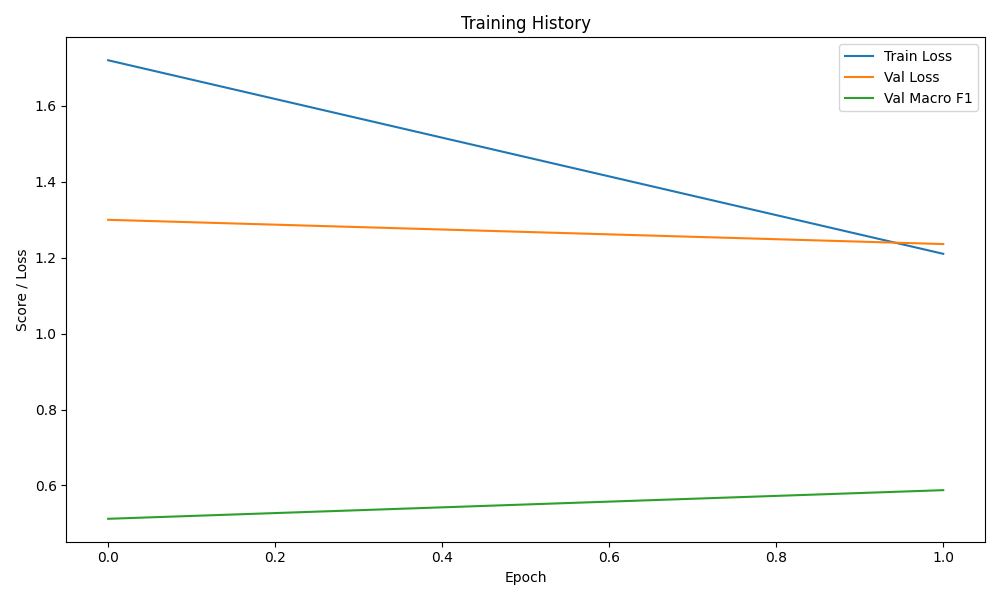 Training History
Train Loss
Val Loss
Val Macro F1
Score / Loss
1.6
1.4
1.2
1.0
0.8
0.6
0.0 0.2 0.4 0.6 0.8 1.0
Epoch